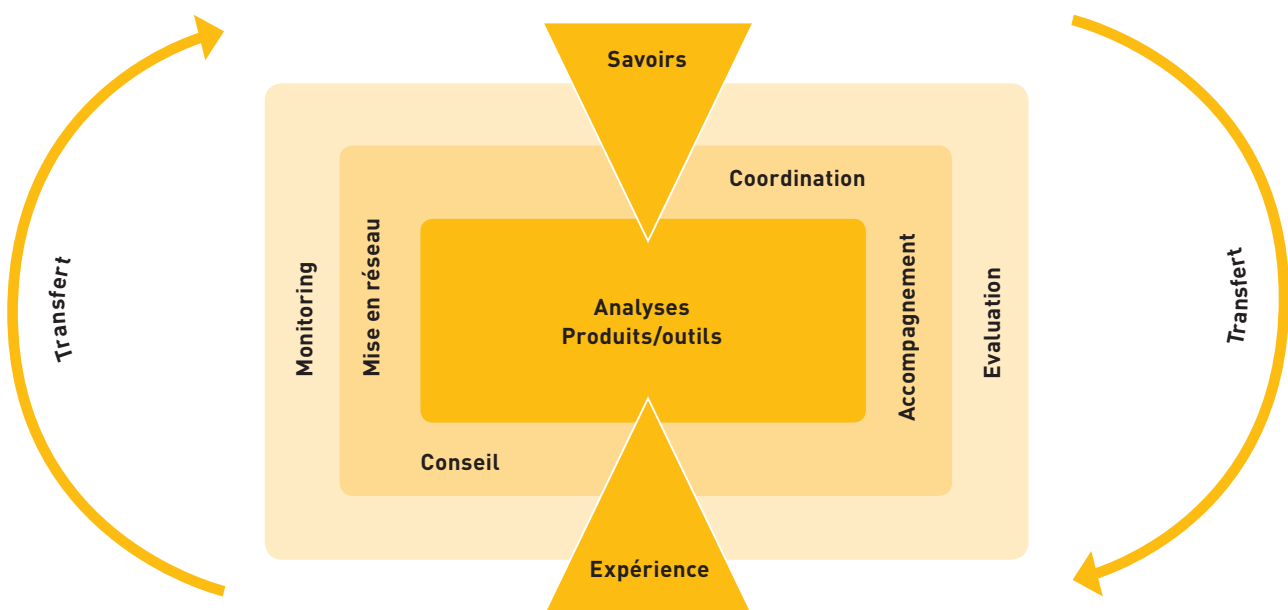 Savoirs
Coordination
Transfert
Monitoring
Mise en réseau
Analyses
Produits/outils
Accompagnement
Evaluation
Transfert
Conseil
Expérience